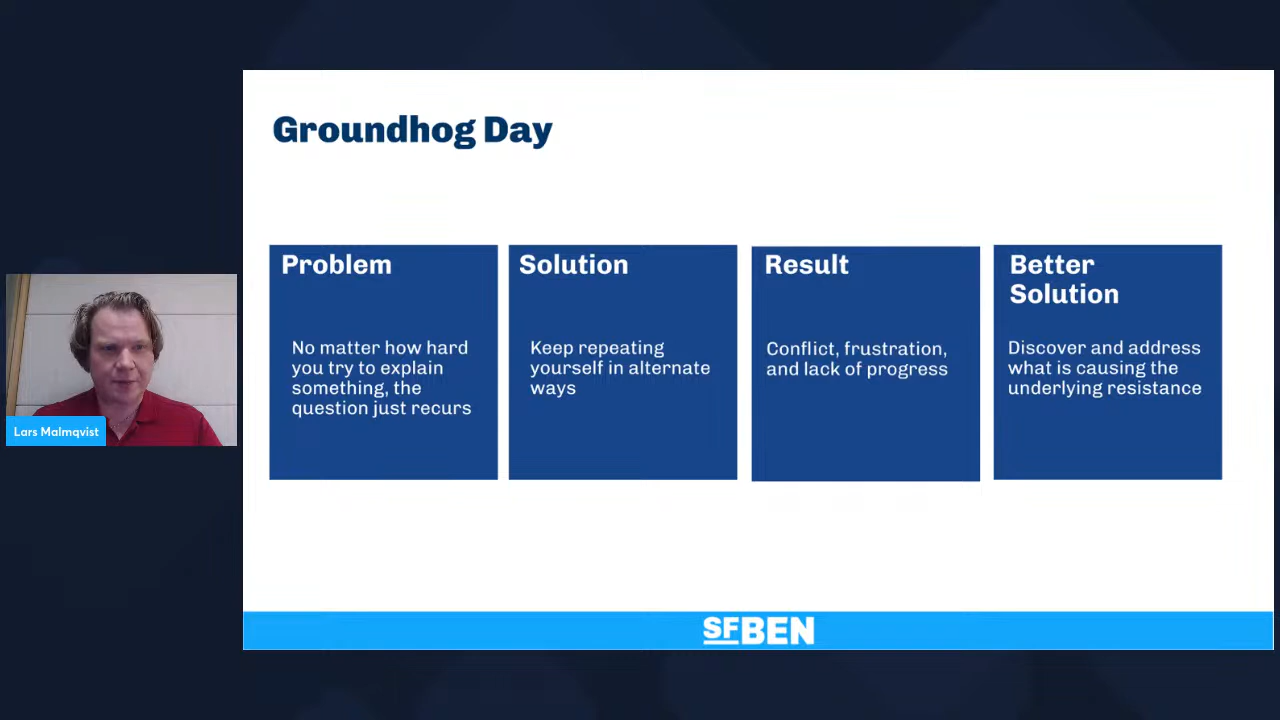 Groundhog Day
Problem
No matter how hard
you try to explain
something, the
question just recurs
Solution
Keep repeating
yourself in alternate
ways
Result
Conflict, frustration,
and lack of progress
Better
Solution
Discover and address
what is causing the
underlying resistance
Lars Malmqvist
SFBEN